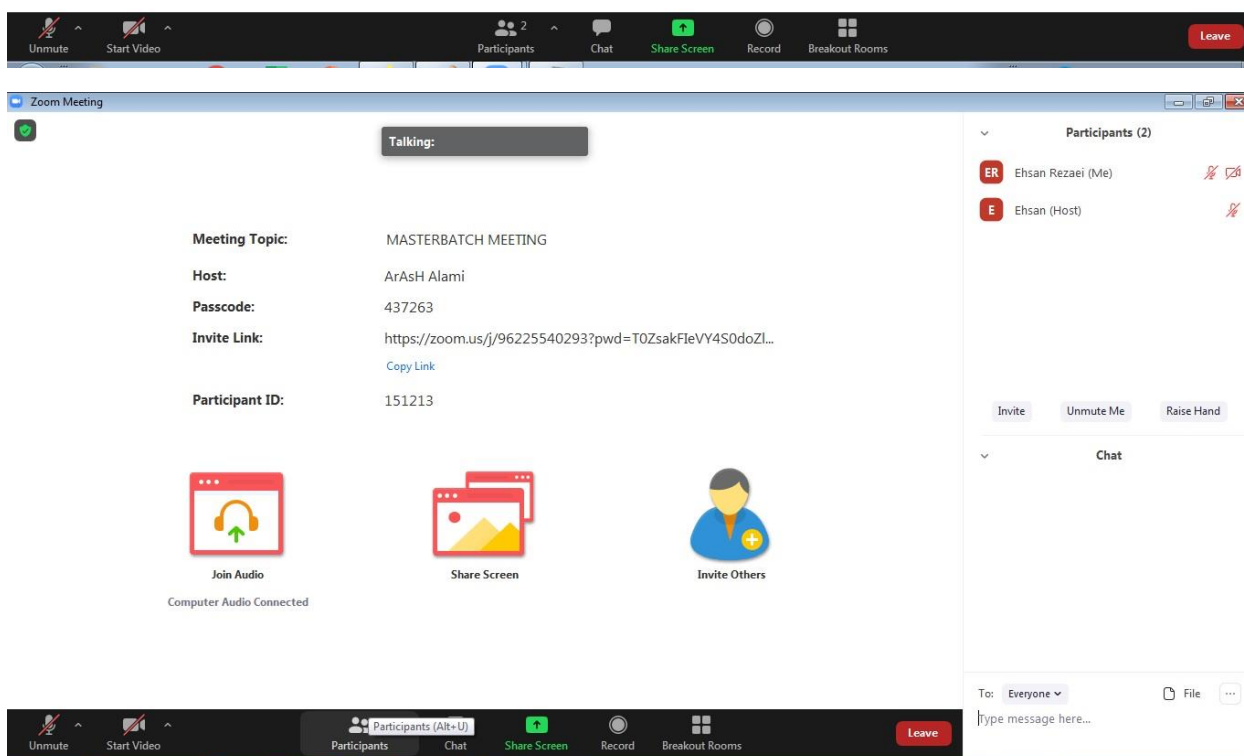 2
Unmute Start Video Participants Chat Share Screen Record Breakout Rooms Leave
Zoom Meeting
Talking:
Meeting Topic: MASTERBATCH MEETING
Host: ArAsH Alami
Passcode: 437263
Invite Link: https://zoom.us/j/96225540293?pwd=T0ZsakFIeVY4S0doZl...
Copy Link
Participant ID: 151213
Join Audio Share Screen Invite Others
Computer Audio Connected
Participants (2)
ER Ehsan Rezaei (Me)
E Ehsan (Host)
Invite Unmute Me Raise Hand
Chat
To: Everyone File ...
Type message here...
Participants (Alt+U)
Unmute Start Video Participants Chat Share Screen Record Breakout Rooms Leave